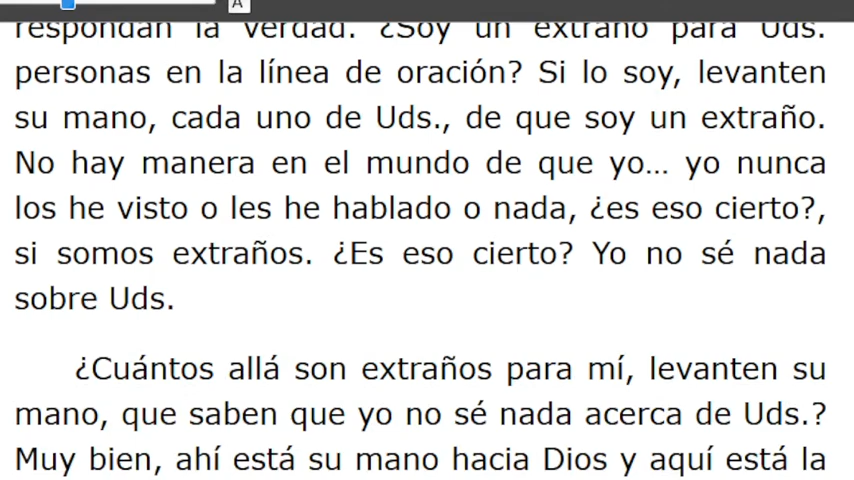 A
respondan la verdad. ¿Soy un extraño para Uds.
personas en la línea de oración? Si lo soy, levanten
su mano, cada uno de Uds., de que soy un extraño.
No hay manera en el mundo de que yo... yo nunca
los he visto o les he hablado o nada, ¿es eso cierto?,
si somos extraños. ¿Es eso cierto? Yo no sé nada
sobre Uds.
¿Cuántos allá son extraños para mí, levanten su
mano, que saben que yo no sé nada acerca de Uds.?
Muy bien, ahí está su mano hacia Dios y aquí está la